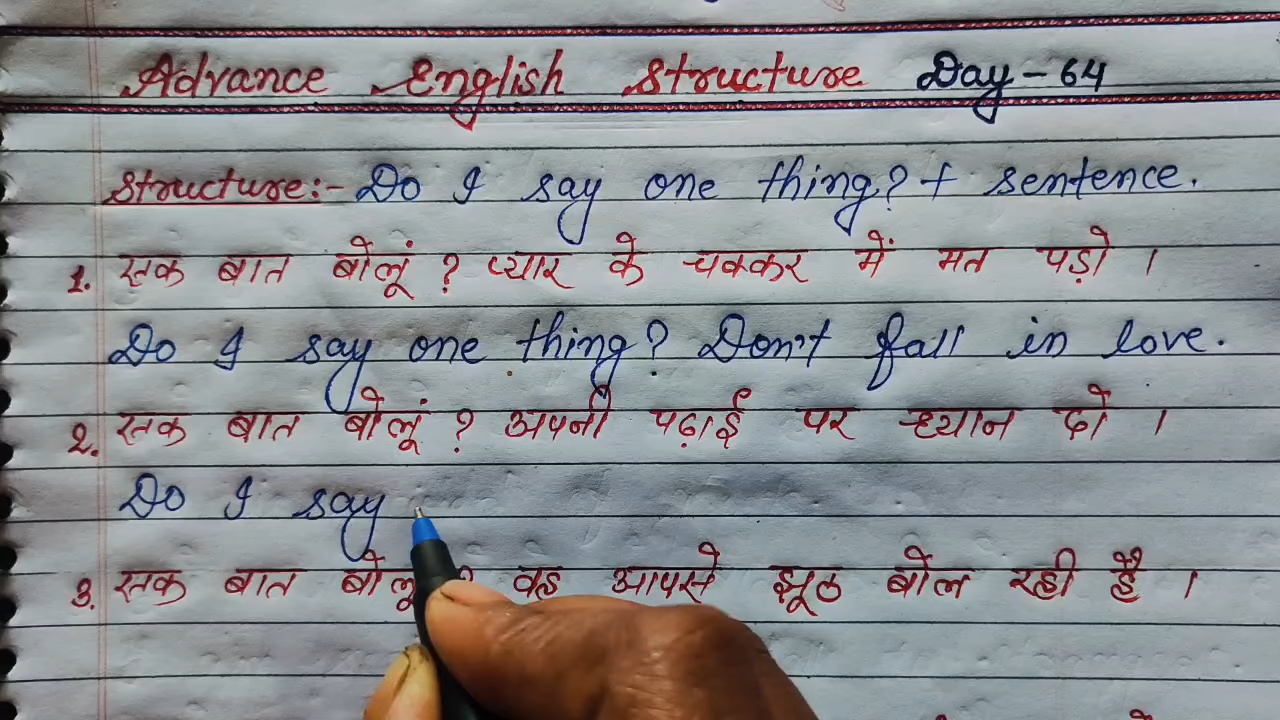 Advance English Structure Day-64
Structure:- Do I say one thing? + sentence.
1. एक बात बोलूं ? प्यार के चक्कर में मत पड़ो ।
Do I say one thing? Don't fall in love.
2. एक बात बोलूं ? अपनी पढ़ाई पर ध्यान दो ।
Do I say
3. एक बात बोलूं ? वह आपसे झूठ बोल रही है ।